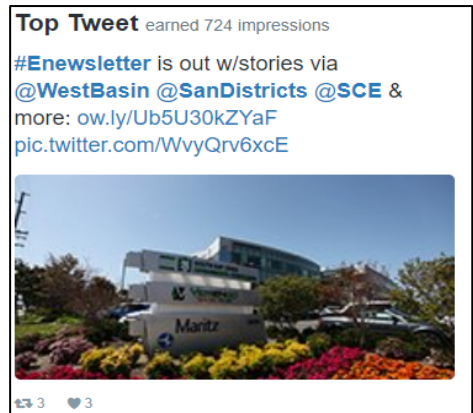 Top Tweet earned 724 impressions
#Enewsletter is out w/stories via
@WestBasin @SanDistricts @SCE &
more: ow.ly/Ub5U30kZYaF
pic.twitter.com/WvyQrv6xcE
Maritz
3 3